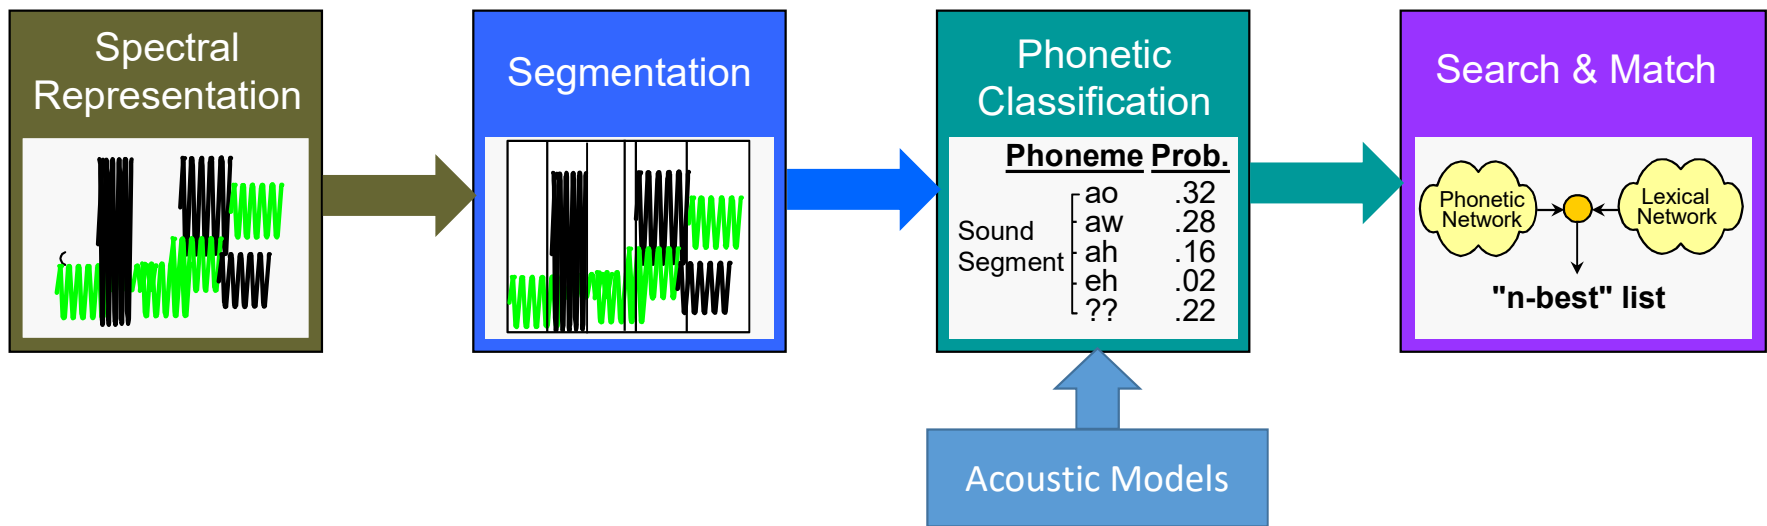 Spectral
Representation
Segmentation
Phonetic
Classification
Phoneme Prob.
Sound
Segment
ao .32
aw .28
ah .16
eh .02
?? .22
Search & Match
Phonetic
Network
Lexical
Network
"n-best" list
Acoustic Models